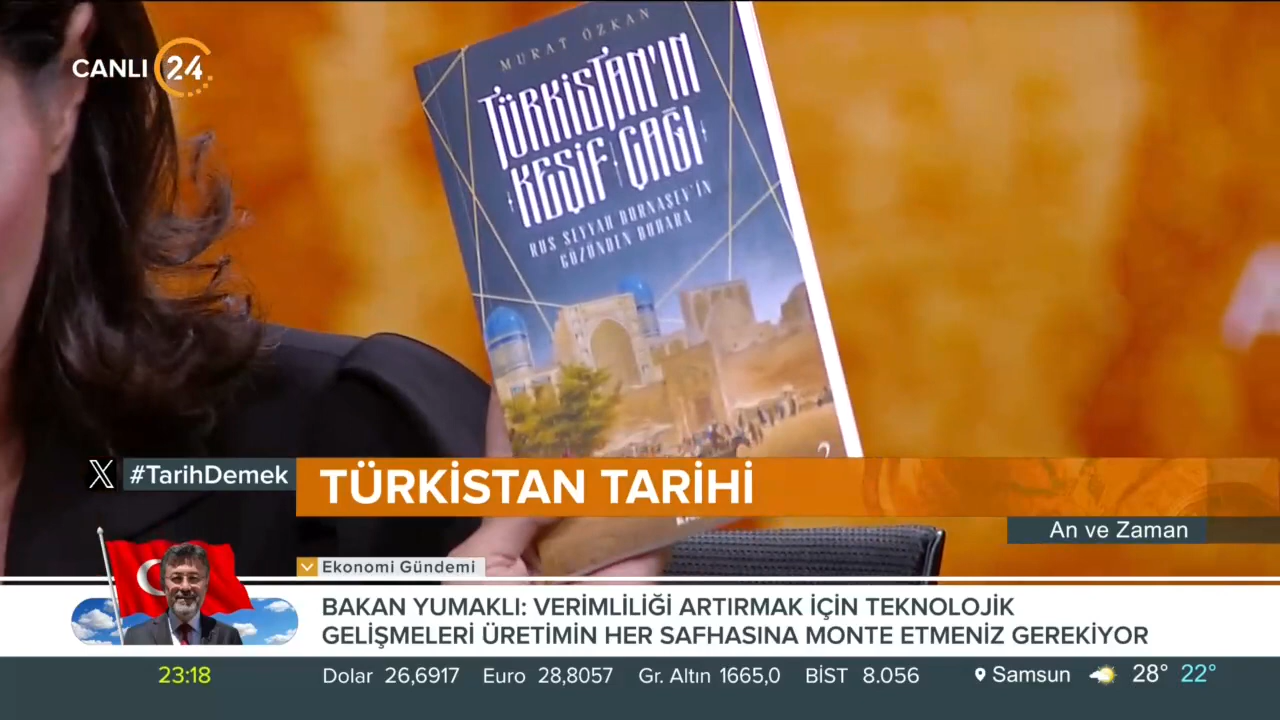 CANLI 24
MURAT ÖZKAN
TÜRKİSTAN'IN
KEŞİF ÇAĞI
RUS SEYYAH BURNAŞEV'İN
GÖZÜNDEN BUHARA
X #TarihDemek
TÜRKİSTAN TARİHİ
An ve Zaman
Ekonomi Gündemi
BAKAN YUMAKLI: VERİMLİLİĞİ ARTIRMAK İÇİN TEKNOLOJİK
GELİŞMELERİ ÜRETİMİN HER SAFHASINA MONTE ETMENİZ GEREKİYOR
23:18 Dolar 26,6917 Euro 28,8057 Gr. Altın 1665,0 BİST 8.056 Samsun 28° 22°